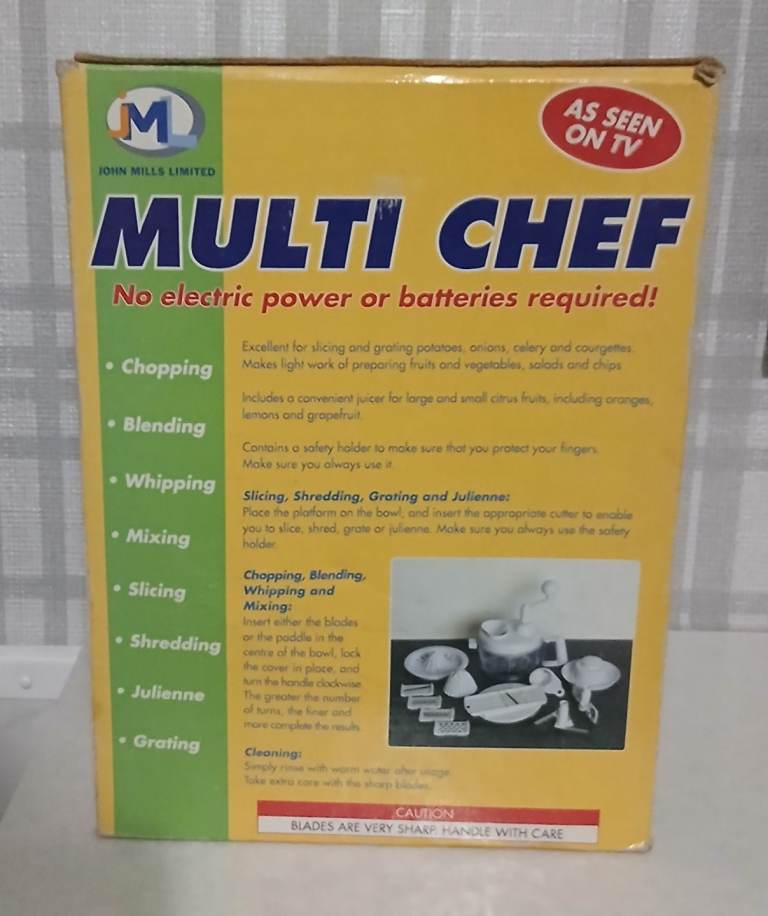 JML
JOHN MILLS LIMITED
AS SEEN
ON TV
MULTI CHEF
No electric power or batteries required!
• Chopping
• Blending
• Whipping
• Mixing
• Slicing
• Shredding
• Julienne
• Grating
Excellent for slicing and grating potatoes, onions, celery and courgettes.
Makes light work of preparing fruits and vegetables, salads and chips
Includes a convenient juicer for large and small citrus fruits, including oranges,
lemons and grapefruit.
Contains a safety holder to make sure that you protect your fingers.
Make sure you always use it.
Slicing, Shredding, Grating and Julienne:
Place the platform on the bowl, and insert the appropriate cutter to enable
you to slice, shred, grate or julienne. Make sure you always use the safety
holder.
Chopping, Blending,
Whipping and
Mixing:
Insert either the blades
or the paddle in the
centre of the bowl, lock
the cover in place, and
turn the handle clockwise.
The greater the number
of turns, the finer and
more complete the results.
Cleaning:
Simply rinse with warm water after usage.
Take extra care with the sharp blades.
CAUTION
BLADES ARE VERY SHARP. HANDLE WITH CARE